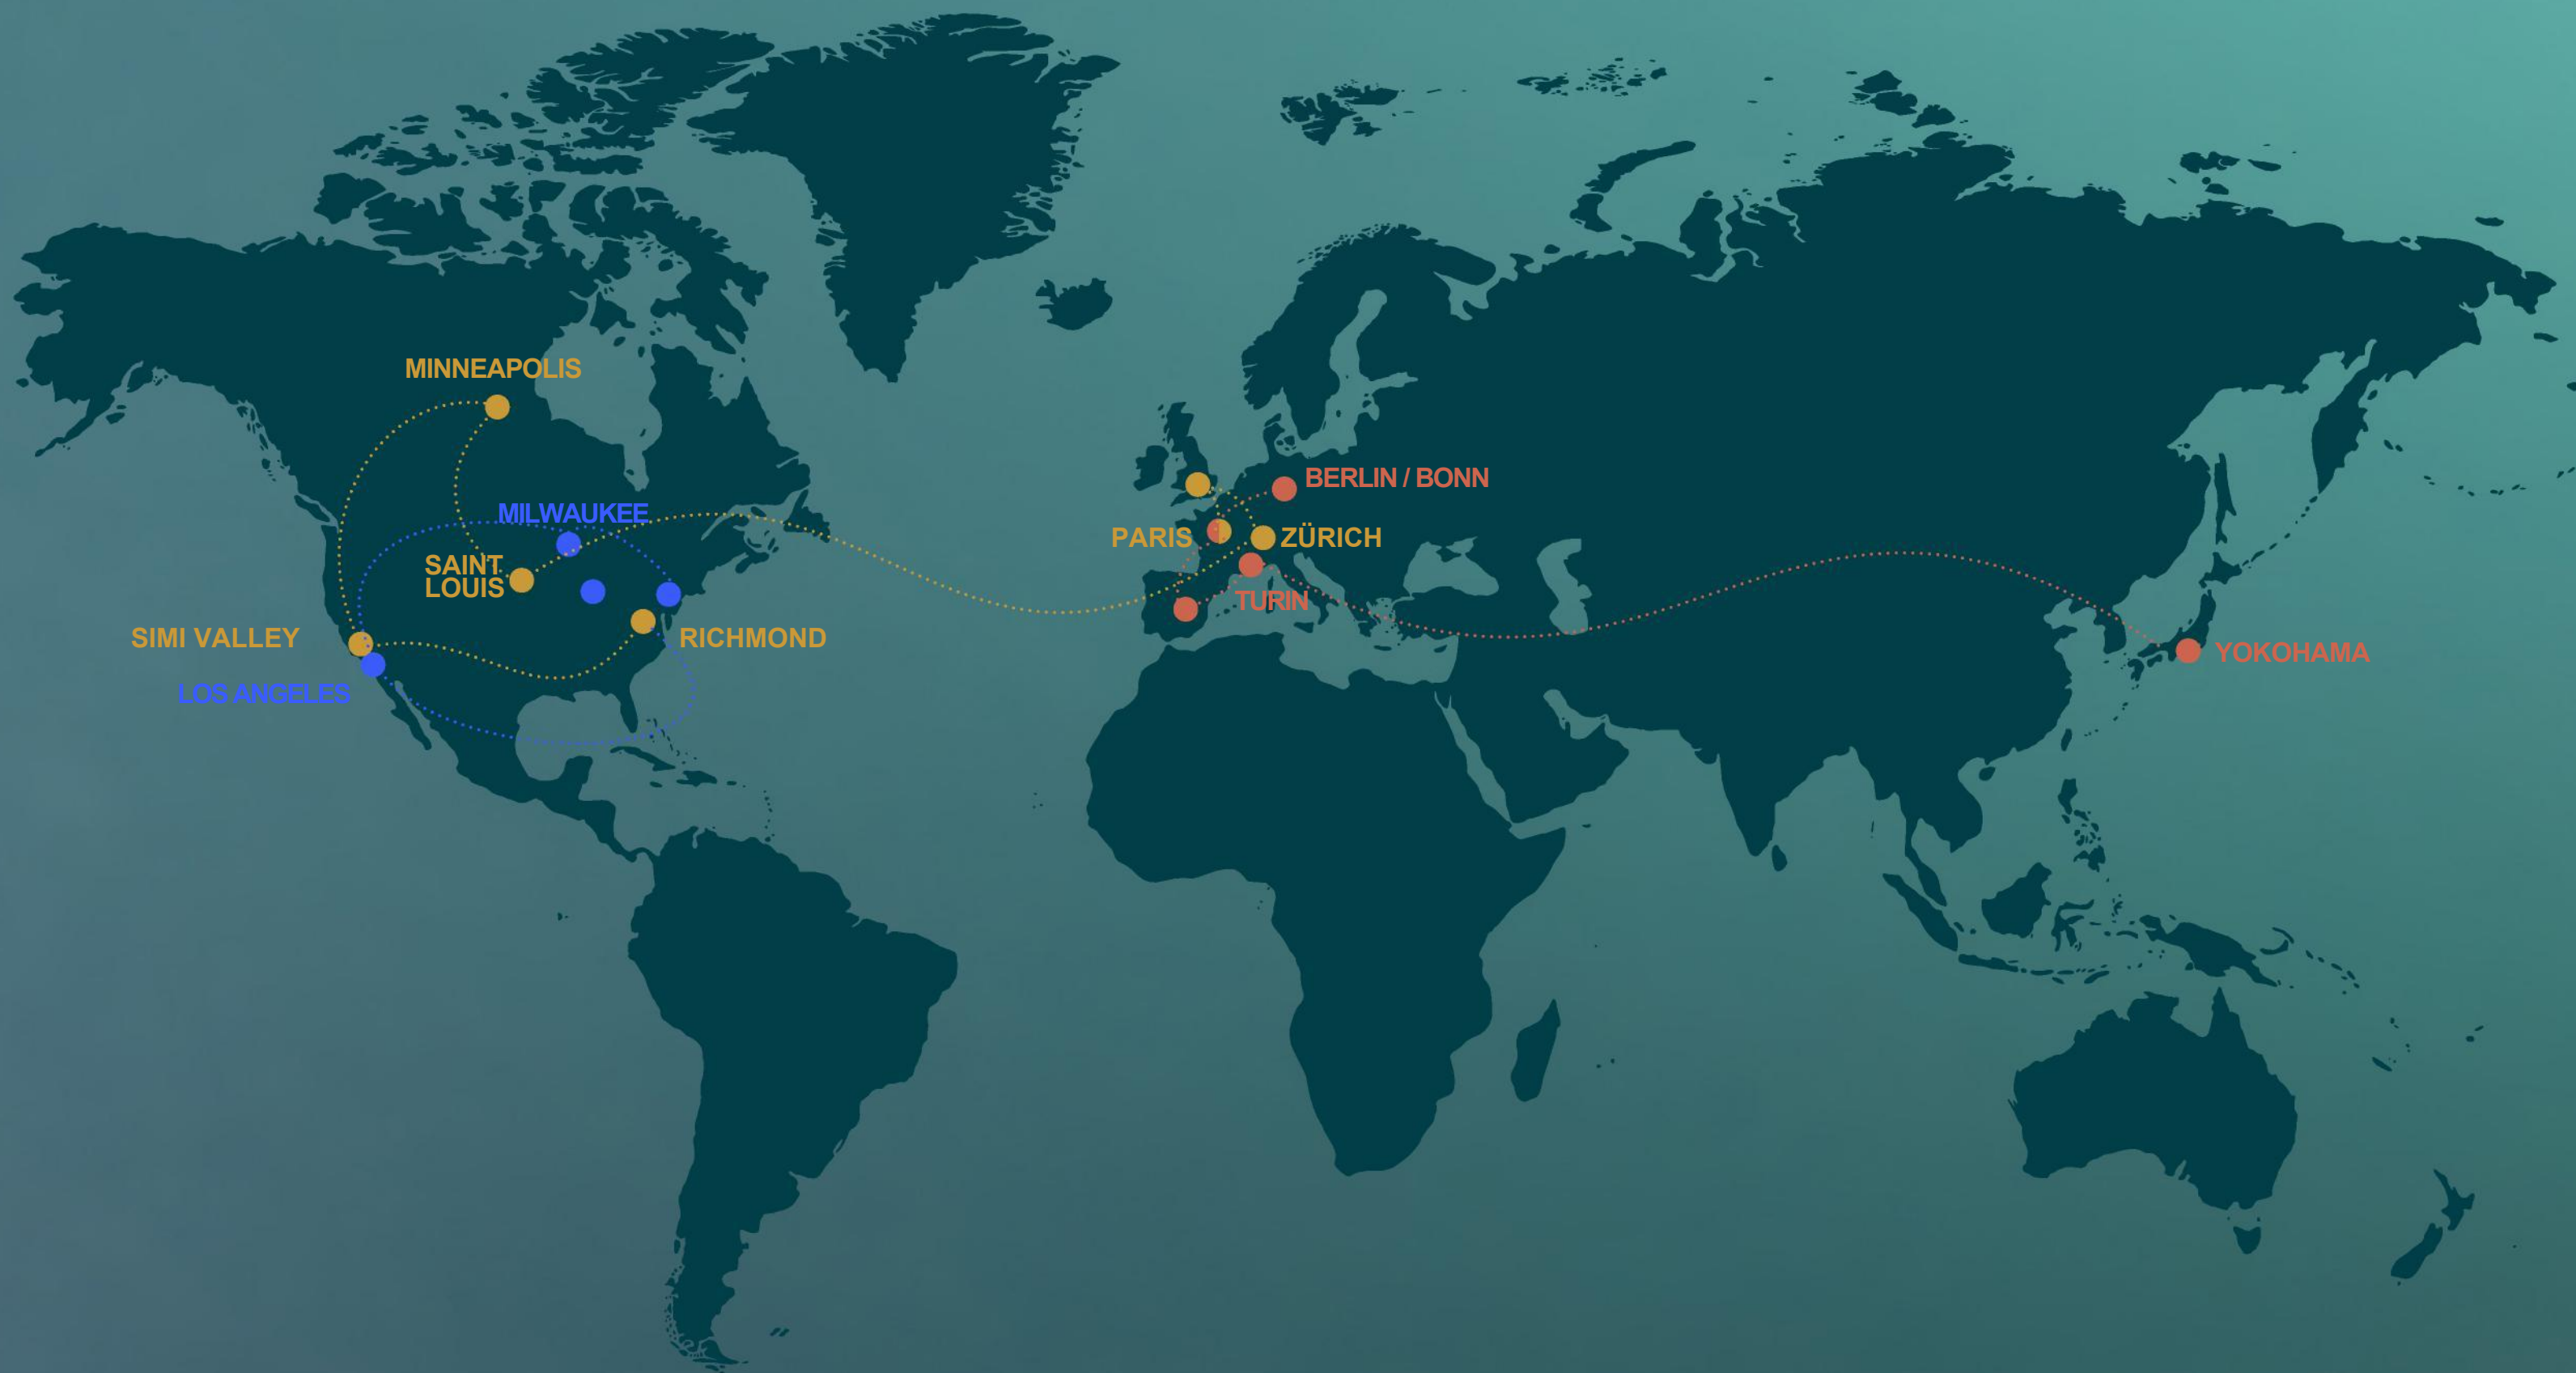 MINNEAPOLIS
BERLIN / BONN
MILWAUKEE
PARIS
ZÜRICH
SAINT
LOUIS
TURIN
SIMI VALLEY
RICHMOND
YOKOHAMA
LOS ANGELES